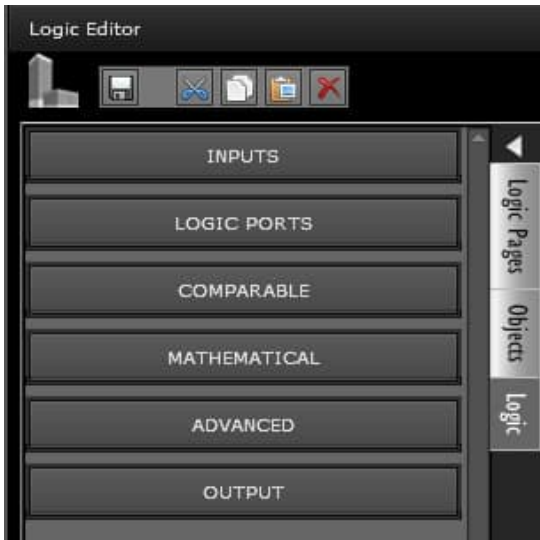 Logic Editor
INPUTS
LOGIC PORTS
COMPARABLE
MATHEMATICAL
ADVANCED
OUTPUT
Logic Pages
Objects
Logic